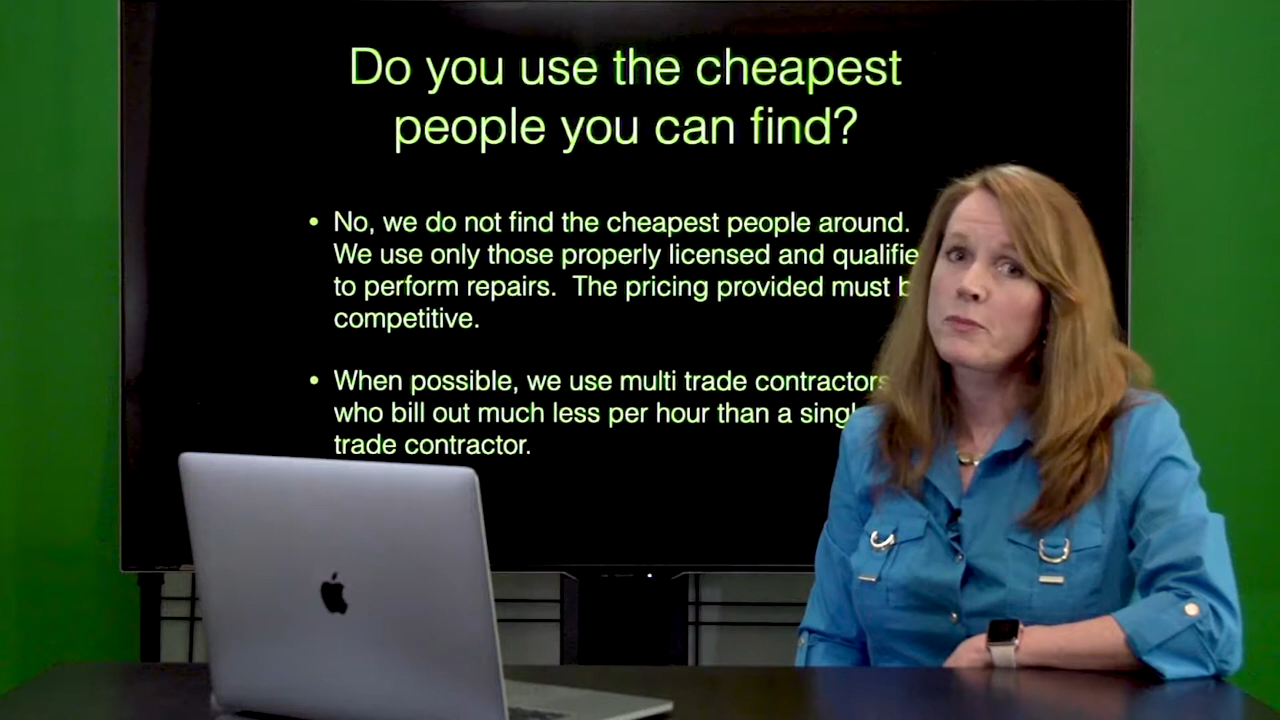 Do you use the cheapest
people you can find?
• No, we do not find the cheapest people around.
We use only those properly licensed and
to perform repairs. The pricing provided must
competitive.
• When possible, we use multi trade contractors
who bill out much less per hour than a
trade contractor.